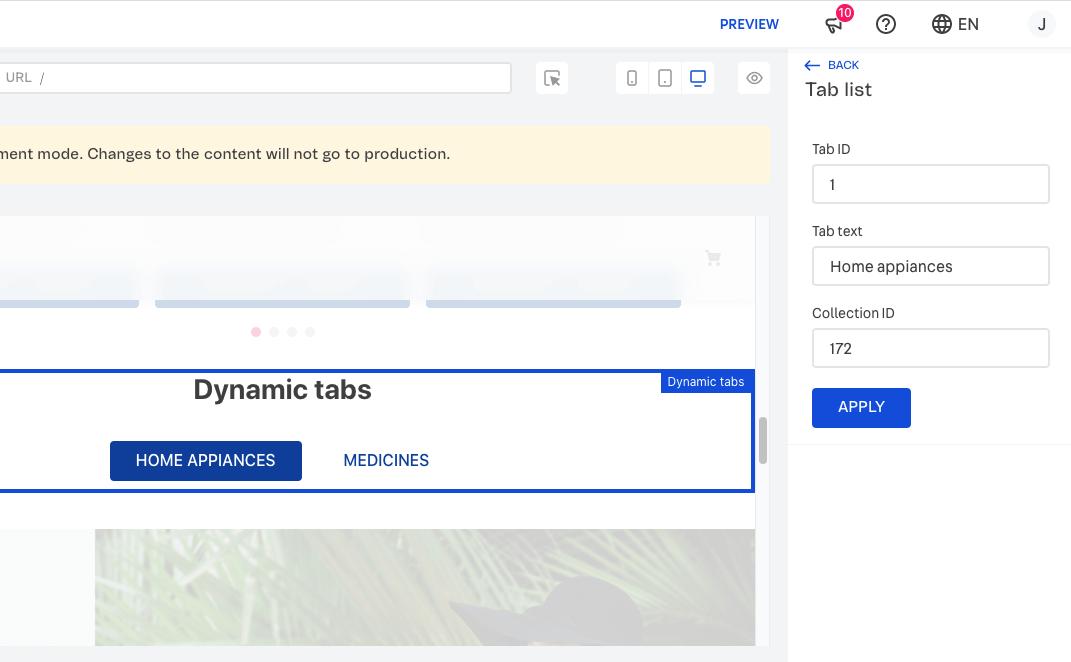 PREVIEW
10
EN
J
URL /
BACK
Tab list
ment mode. Changes to the content will not go to production.
Tab ID
1
Tab text
Home appiances
Collection ID
172
APPLY
Dynamic tabs
Dynamic tabs
HOME APPIANCES
MEDICINES